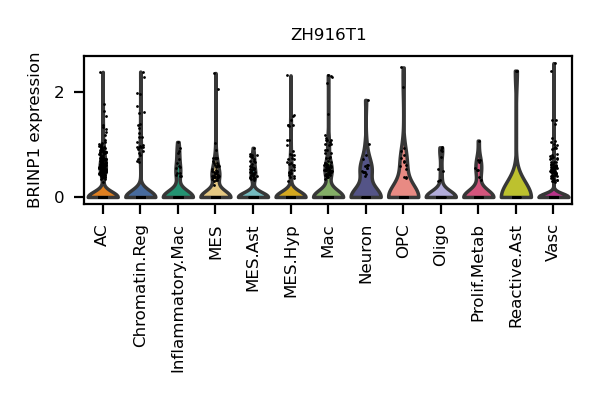 ZH916T1
BRINP1 expression
2
0
AC
Chromatin.Reg
Inflammatory.Mac
MES
MES.Ast
MES.Hyp
Mac
Neuron
OPC
Oligo
Prolif.Metab
Reactive.Ast
Vasc